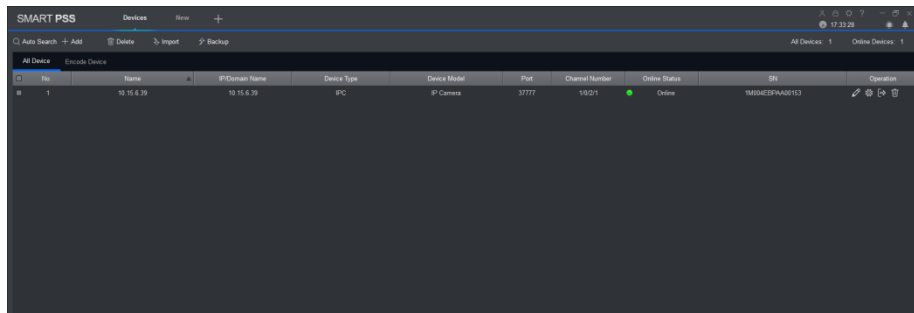 SMART PSS Devices New
17:33:28
Auto Search Add Delete Import Backup All Devices: 1 Online Devices: 1
All Device Encode Device
No. Name IP/Domain Name Device Type Device Model Port Channel Number Online Status SN Operation
1 10.15.6.39 10.15.6.39 IPC IP Camera 37777 1/0/2/1 Online